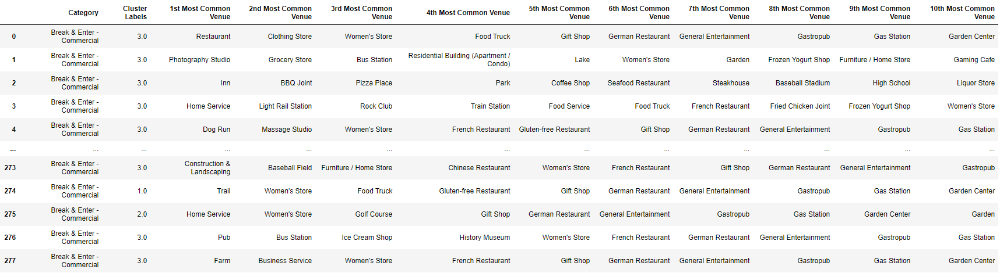 Category Cluster Labels 1st Most Common Venue 2nd Most Common Venue 3rd Most Common Venue 4th Most Common Venue 5th Most Common Venue 6th Most Common Venue 7th Most Common Venue 8th Most Common Venue 9th Most Common Venue 10th Most Common Venue
0 Break & Enter - Commercial 3.0 Restaurant Clothing Store Women's Store Food Truck Gift Shop German Restaurant General Entertainment Gastropub Gas Station Garden Center
1 Break & Enter - Commercial 3.0 Photography Studio Grocery Store Bus Station Residential Building (Apartment / Condo) Lake Women's Store Garden Frozen Yogurt Shop Furniture / Home Store Gaming Cafe
2 Break & Enter - Commercial 3.0 Inn BBQ Joint Pizza Place Park Coffee Shop Seafood Restaurant Steakhouse Baseball Stadium High School Liquor Store
3 Break & Enter - Commercial 3.0 Home Service Light Rail Station Rock Club Train Station Food Service Food Truck French Restaurant Fried Chicken Joint Frozen Yogurt Shop Women's Store
4 Break & Enter - Commercial 3.0 Dog Run Massage Studio Women's Store French Restaurant Gluten-free Restaurant Gift Shop German Restaurant General Entertainment Gastropub Gas Station
... ... ... ... ... ... ... ... ... ... ... ... ...
273 Break & Enter - Commercial 3.0 Construction & Landscaping Baseball Field Furniture / Home Store Chinese Restaurant Women's Store French Restaurant Gift Shop German Restaurant General Entertainment Gastropub
274 Break & Enter - Commercial 1.0 Trail Women's Store Food Truck Gluten-free Restaurant Gift Shop German Restaurant General Entertainment Gastropub Gas Station Garden Center
275 Break & Enter - Commercial 2.0 Home Service Women's Store Golf Course Gift Shop German Restaurant General Entertainment Gastropub Gas Station Garden Center Garden
276 Break & Enter - Commercial 3.0 Pub Bus Station Ice Cream Shop History Museum Women's Store French Restaurant German Restaurant General Entertainment Gastropub Gas Station
277 Break & Enter - Commercial 3.0 Farm Business Service Women's Store French Restaurant Gift Shop German Restaurant General Entertainment Gastropub Gas Station Garden Center